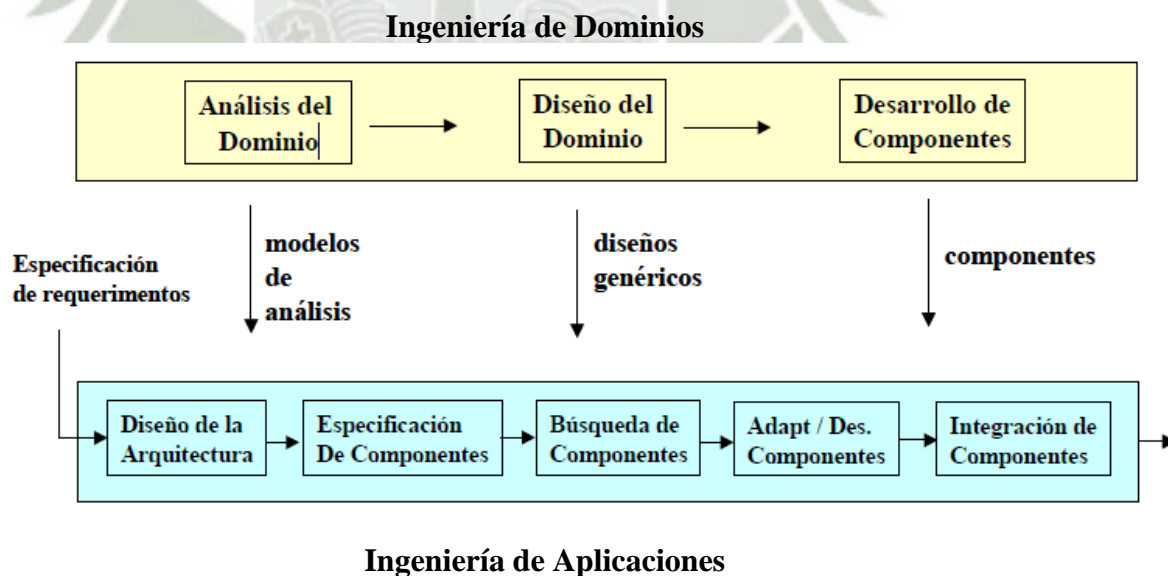 Ingeniería de Dominios
Análisis del
Dominio
Diseño del
Dominio
Desarrollo de
Componentes
modelos
de
análisis
diseños
genéricos
componentes
Especificación
de requerimentos
Diseño de la
Arquitectura
Especificación
De Componentes
Búsqueda de
Componentes
Adapt / Des.
Componentes
Integración de
Componentes
Ingeniería de Aplicaciones